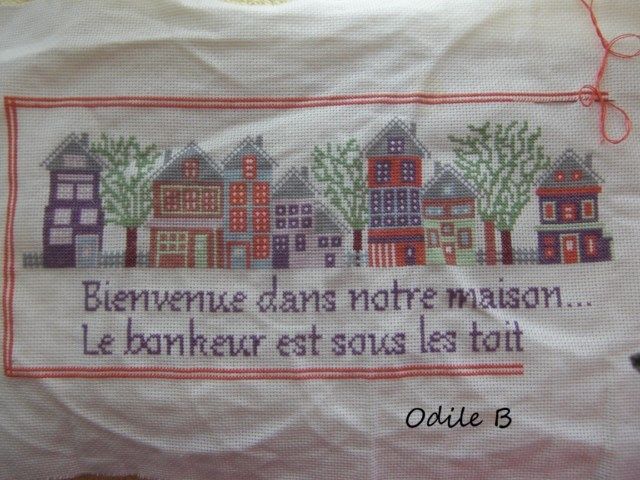 Bienvenue dans notre maison...
Le bonheur est sous les toit
Odile B